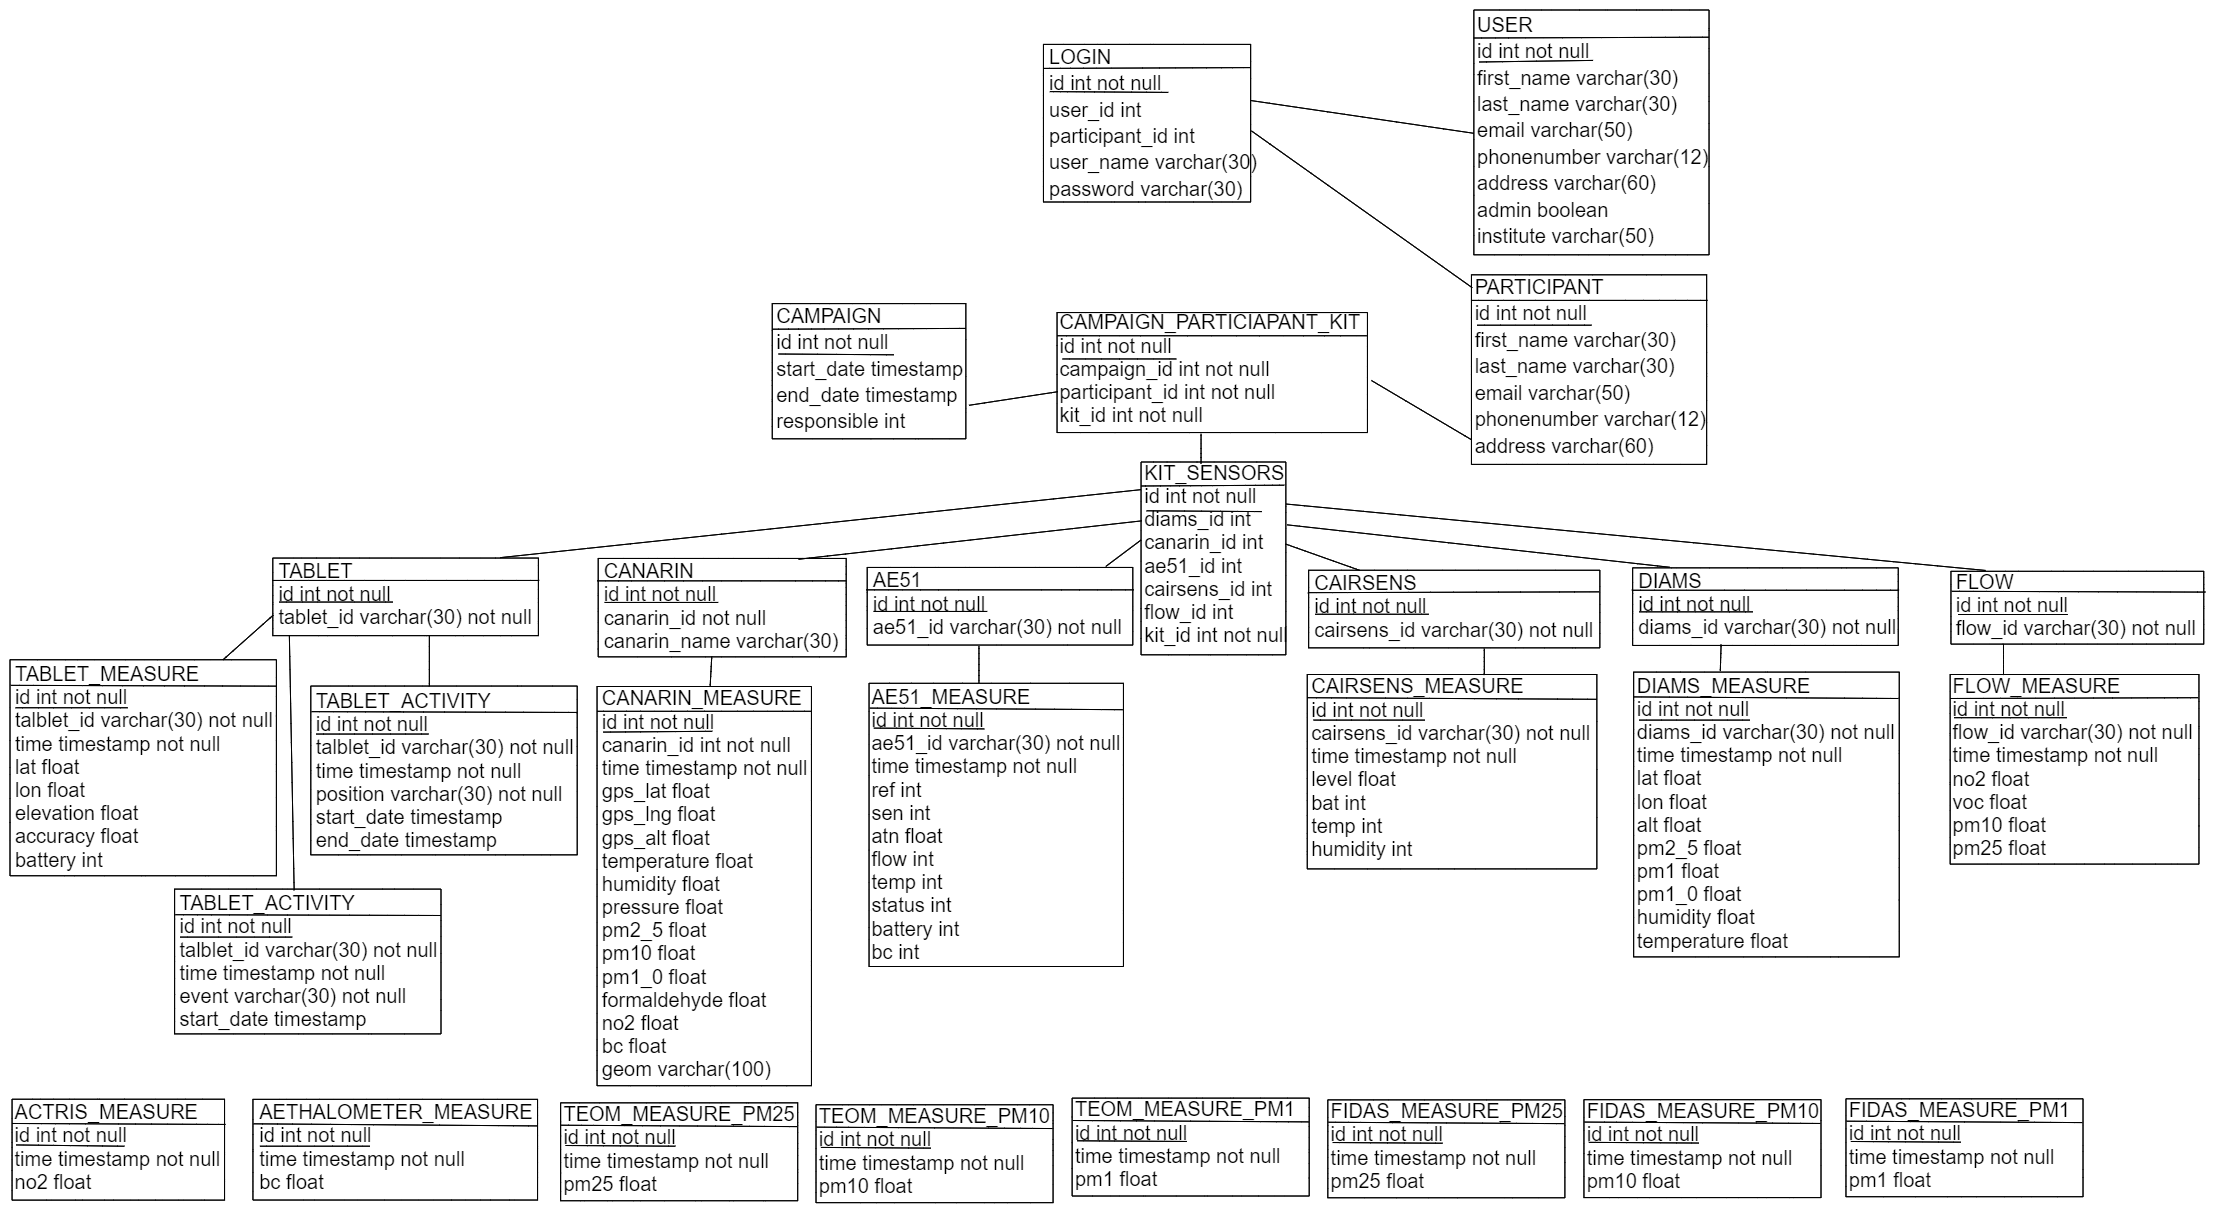 USER
id int not null
first_name varchar(30)
last_name varchar(30)
email varchar(50)
phonenumber varchar(12)
address varchar(60)
admin boolean
institute varchar(50)
LOGIN
id int not null
user_id int
participant_id int
user_name varchar(30)
password varchar(30)
PARTICIPANT
id int not null
first_name varchar(30)
last_name varchar(30)
email varchar(50)
phonenumber varchar(12)
address varchar(60)
CAMPAIGN
id int not null
start_date timestamp
end_date timestamp
responsible int
CAMPAIGN_PARTICIAPANT_KIT
id int not null
campaign_id int not null
participant_id int not null
kit_id int not null
KIT_SENSORS
id int not null
diams_id int
canarin_id int
ae51_id int
cairsens_id int
flow_id int
kit_id int not null
TABLET
id int not null
tablet_id varchar(30) not null
CANARIN
id int not null
canarin_id not null
canarin_name varchar(30)
AE51
id int not null
ae51_id varchar(30) not null
CAIRSENS
id int not null
cairsens_id varchar(30) not null
DIAMS
id int not null
diams_id varchar(30) not null
FLOW
id int not null
flow_id varchar(30) not null
TABLET_MEASURE
id int not null
talblet_id varchar(30) not null
time timestamp not null
lat float
lon float
elevation float
accuracy float
battery int
TABLET_ACTIVITY
id int not null
talblet_id varchar(30) not null
time timestamp not null
position varchar(30) not null
start_date timestamp
end_date timestamp
TABLET_ACTIVITY
id int not null
talblet_id varchar(30) not null
time timestamp not null
event varchar(30) not null
start_date timestamp
CANARIN_MEASURE
id int not null
canarin_id int not null
time timestamp not null
gps_lat float
gps_lng float
gps_alt float
temperature float
humidity float
pressure float
pm2_5 float
pm10 float
pm1_0 float
formaldehyde float
no2 float
bc float
geom varchar(100)
AE51_MEASURE
id int not null
ae51_id varchar(30) not null
time timestamp not null
ref int
sen int
atn float
flow int
temp int
status int
battery int
bc int
CAIRSENS_MEASURE
id int not null
cairsens_id varchar(30) not null
time timestamp not null
level float
bat int
temp int
humidity int
DIAMS_MEASURE
id int not null
diams_id varchar(30) not null
time timestamp not null
lat float
lon float
alt float
pm2_5 float
pm1 float
pm1_0 float
humidity float
temperature float
FLOW_MEASURE
id int not null
flow_id varchar(30) not null
time timestamp not null
no2 float
voc float
pm10 float
pm25 float
ACTRIS_MEASURE
id int not null
time timestamp not null
no2 float
AETHALOMETER_MEASURE
id int not null
time timestamp not null
bc float
TEOM_MEASURE_PM25
id int not null
time timestamp not null
pm25 float
TEOM_MEASURE_PM10
id int not null
time timestamp not null
pm10 float
TEOM_MEASURE_PM1
id int not null
time timestamp not null
pm1 float
FIDAS_MEASURE_PM25
id int not null
time timestamp not null
pm25 float
FIDAS_MEASURE_PM10
id int not null
time timestamp not null
pm10 float
FIDAS_MEASURE_PM1
id int not null
time timestamp not null
pm1 float